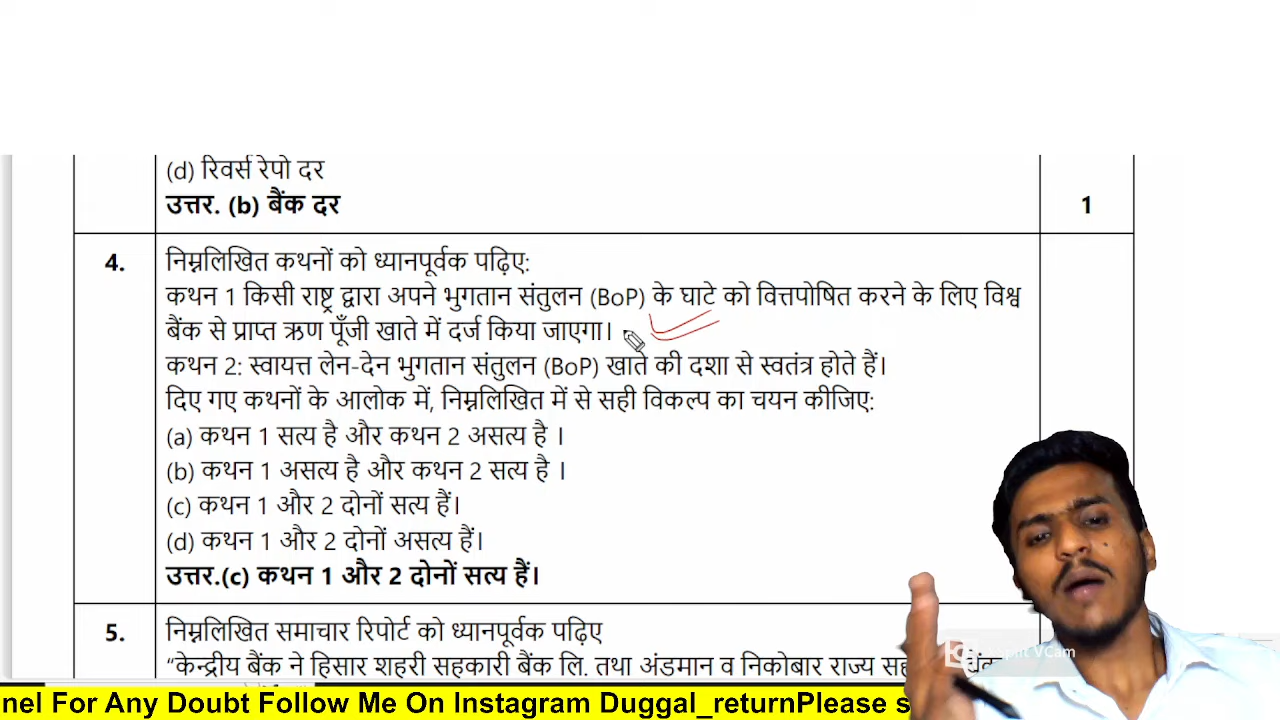 (d) रिवर्स रेपो दर
उत्तर. (b) बैंक दर
1
4.
निम्नलिखित कथनों को ध्यानपूर्वक पढ़िए:
कथन 1 किसी राष्ट्र द्वारा अपने भुगतान संतुलन (BoP) के घाटे को वित्तपोषित करने के लिए विश्व
बैंक से प्राप्त ऋण पूँजी खाते में दर्ज किया जाएगा।
कथन 2: स्वायत्त लेन-देन भुगतान संतुलन (BoP) खाते की दशा से स्वतंत्र होते हैं।
दिए गए कथनों के आलोक में, निम्नलिखित में से सही विकल्प का चयन कीजिए:
(a) कथन 1 सत्य है और कथन 2 असत्य है ।
(b) कथन 1 असत्य है और कथन 2 सत्य है ।
(c) कथन 1 और 2 दोनों सत्य हैं।
(d) कथन 1 और 2 दोनों असत्य हैं।
उत्तर.(c) कथन 1 और 2 दोनों सत्य हैं।
5.
निम्नलिखित समाचार रिपोर्ट को ध्यानपूर्वक पढ़िए
“केन्द्रीय बैंक ने हिसार शहरी सहकारी बैंक लि. तथा अंडमान व निकोबार राज्य
VCam
nel For Any Doubt Follow Me On Instagram Duggal_returnPlease s